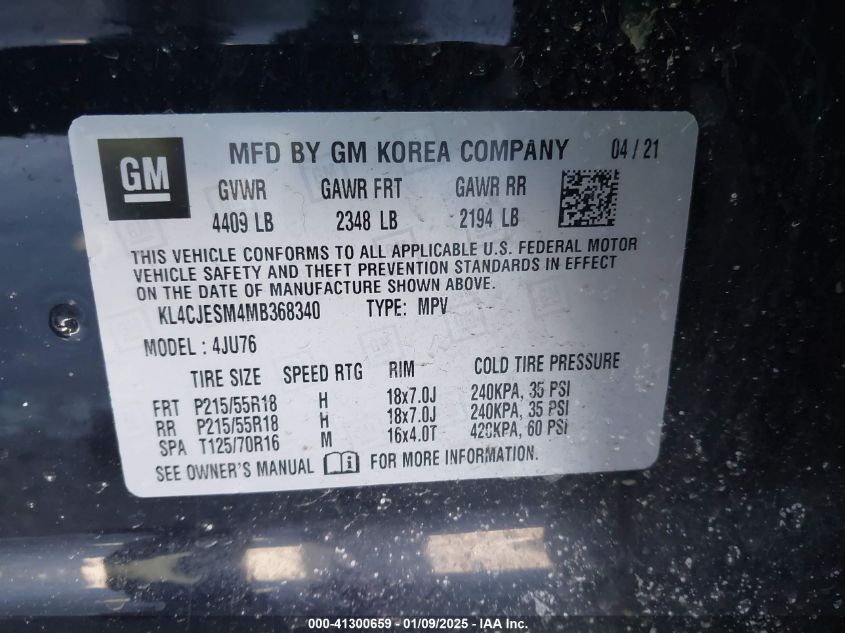 GM
MFD BY GM KOREA COMPANY 04 / 21
GVWR GAWR FRT GAWR RR
4409 LB 2348 LB 2194 LB
THIS VEHICLE CONFORMS TO ALL APPLICABLE U.S. FEDERAL MOTOR
VEHICLE SAFETY AND THEFT PREVENTION STANDARDS IN EFFECT
ON THE DATE OF MANUFACTURE SHOWN ABOVE.
KL4CJESM4MB368340 TYPE: MPV
MODEL : 4JU76
TIRE SIZE SPEED RTG RIM COLD TIRE PRESSURE
FRT P215/55R18 H 18x7.0J 240KPA, 35 PSI
RR P215/55R18 H 18x7.0J 240KPA, 35 PSI
SPA T125/70R16 M 16x4.0T 420KPA, 60 PSI
SEE OWNER'S MANUAL FOR MORE INFORMATION.
000-41300659 — 01/09/2025 — IAA Inc.